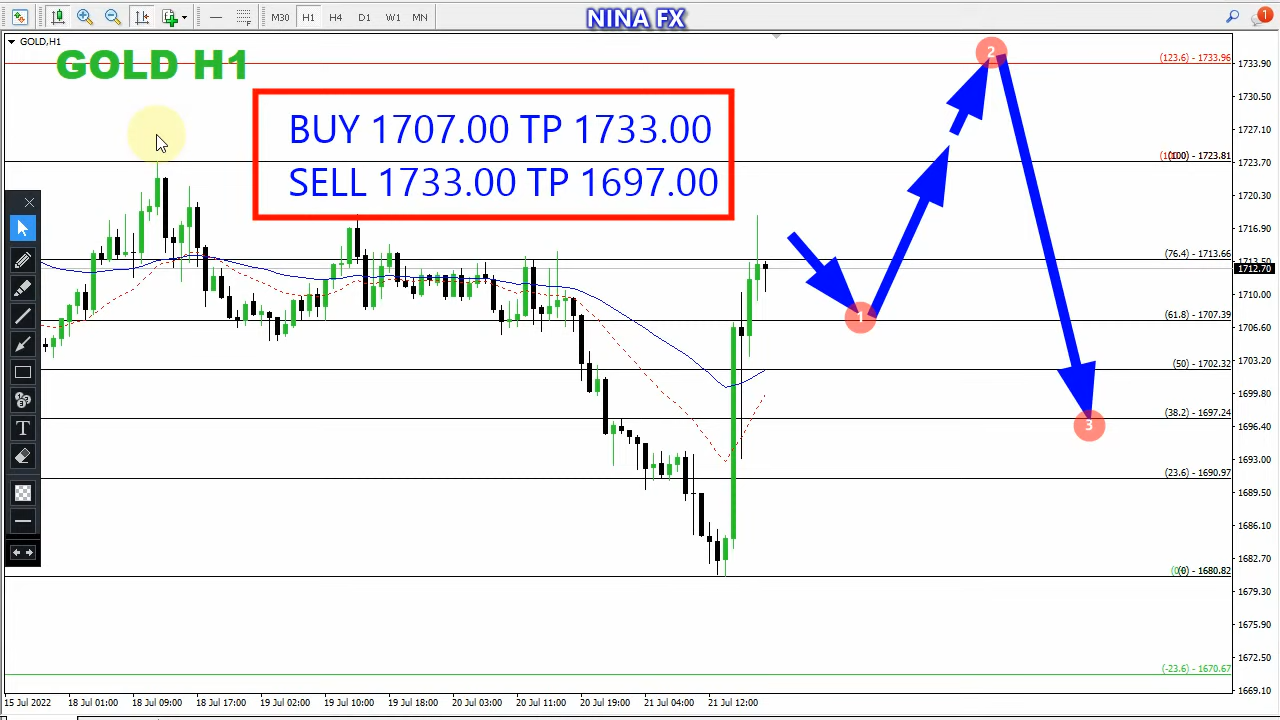 M30 H1 H4 D1 W1 MN
NINA FX
1
GOLD,H1
GOLD H1
BUY 1707.00 TP 1733.00
SELL 1733.00 TP 1697.00
2
1
3
T
(123.6) - 1733.96
(100) - 1723.81
(76.4) - 1713.66
(61.8) - 1707.39
(50) - 1702.32
(38.2) - 1697.24
(23.6) - 1690.97
(0) - 1680.82
(-23.6) - 1670.67
1733.90
1730.50
1727.10
1723.70
1720.30
1716.90
1713.50
1712.70
1710.00
1706.60
1703.20
1699.80
1696.40
1693.00
1689.50
1686.10
1682.70
1679.30
1675.90
1672.50
1669.10
15 Jul 2022 18 Jul 01:00 18 Jul 09:00 18 Jul 17:00 19 Jul 02:00 19 Jul 10:00 19 Jul 18:00 20 Jul 03:00 20 Jul 11:00 20 Jul 19:00 21 Jul 04:00 21 Jul 12:00